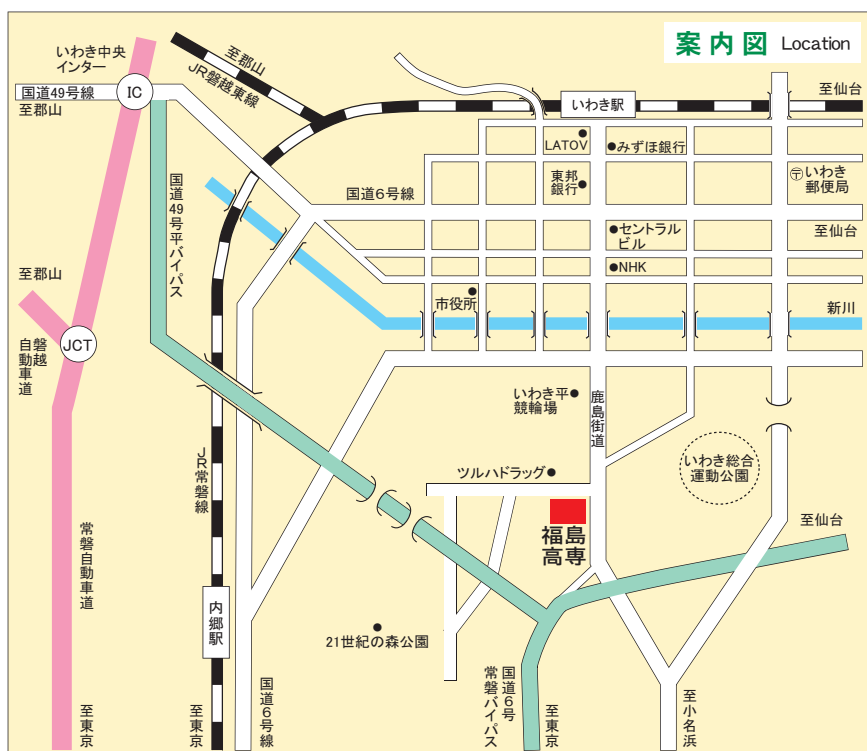 案内図 Location
いわき中央
インター
至郡山
JR磐越東線
国道49号線
IC
至郡山
いわき駅
至仙台
LATOV
みずほ銀行
東邦
銀行
〶いわき
郵便局
国道49号平バイパス
国道6号線
セントラル
ビル
至仙台
NHK
至郡山
市役所
新川
JCT
磐越
自動車道
いわき平
競輪場
鹿島街道
JR常磐線
ツルハドラッグ
いわき総合
運動公園
福島
高専
至仙台
常磐自動車道
内郷駅
21世紀の森公園
国道6号
常磐バイパス
国道6号線
至東京
至東京
至東京
至小名浜